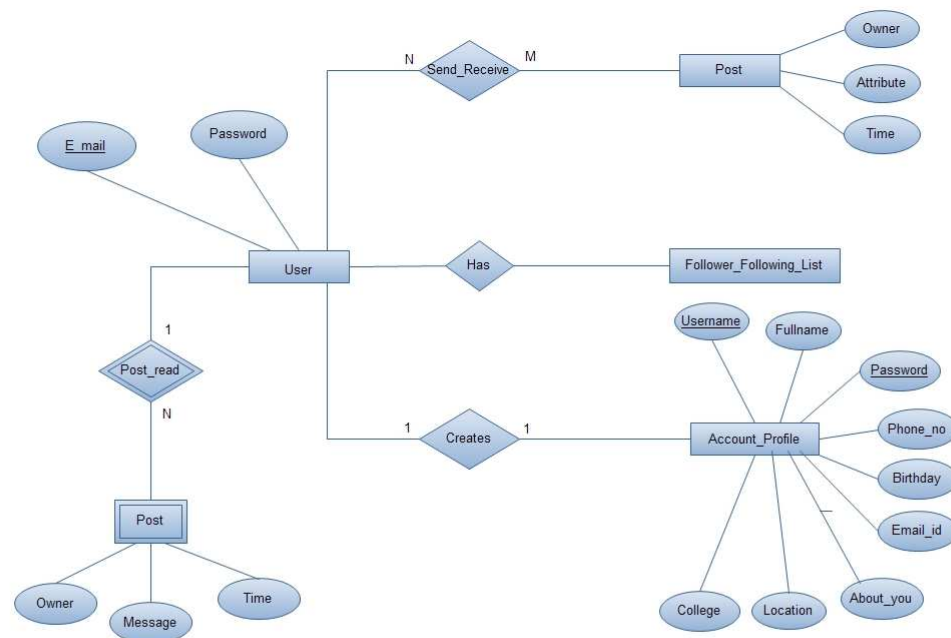 Owner
N
Send_Receive
M
Post
Attribute
Time
E_mail
Password
User
Has
Follower_Following_List
Username
Fullname
Password
1
Post_read
N
1
Creates
1
Account_Profile
Phone_no
Birthday
Email_id
Post
Owner
Message
Time
College
Location
About_you